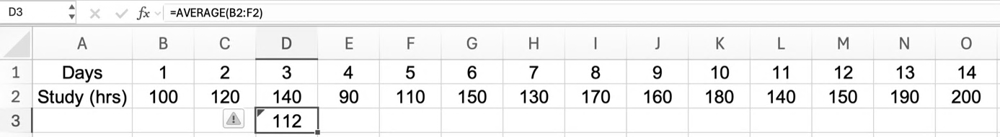 D3 fx =AVERAGE(B2:F2)
A B C D E F G H I J K L M N O
1 Days 1 2 3 4 5 6 7 8 9 10 11 12 13 14
2 Study (hrs) 100 120 140 90 110 150 130 170 160 180 140 150 190 200
3 112